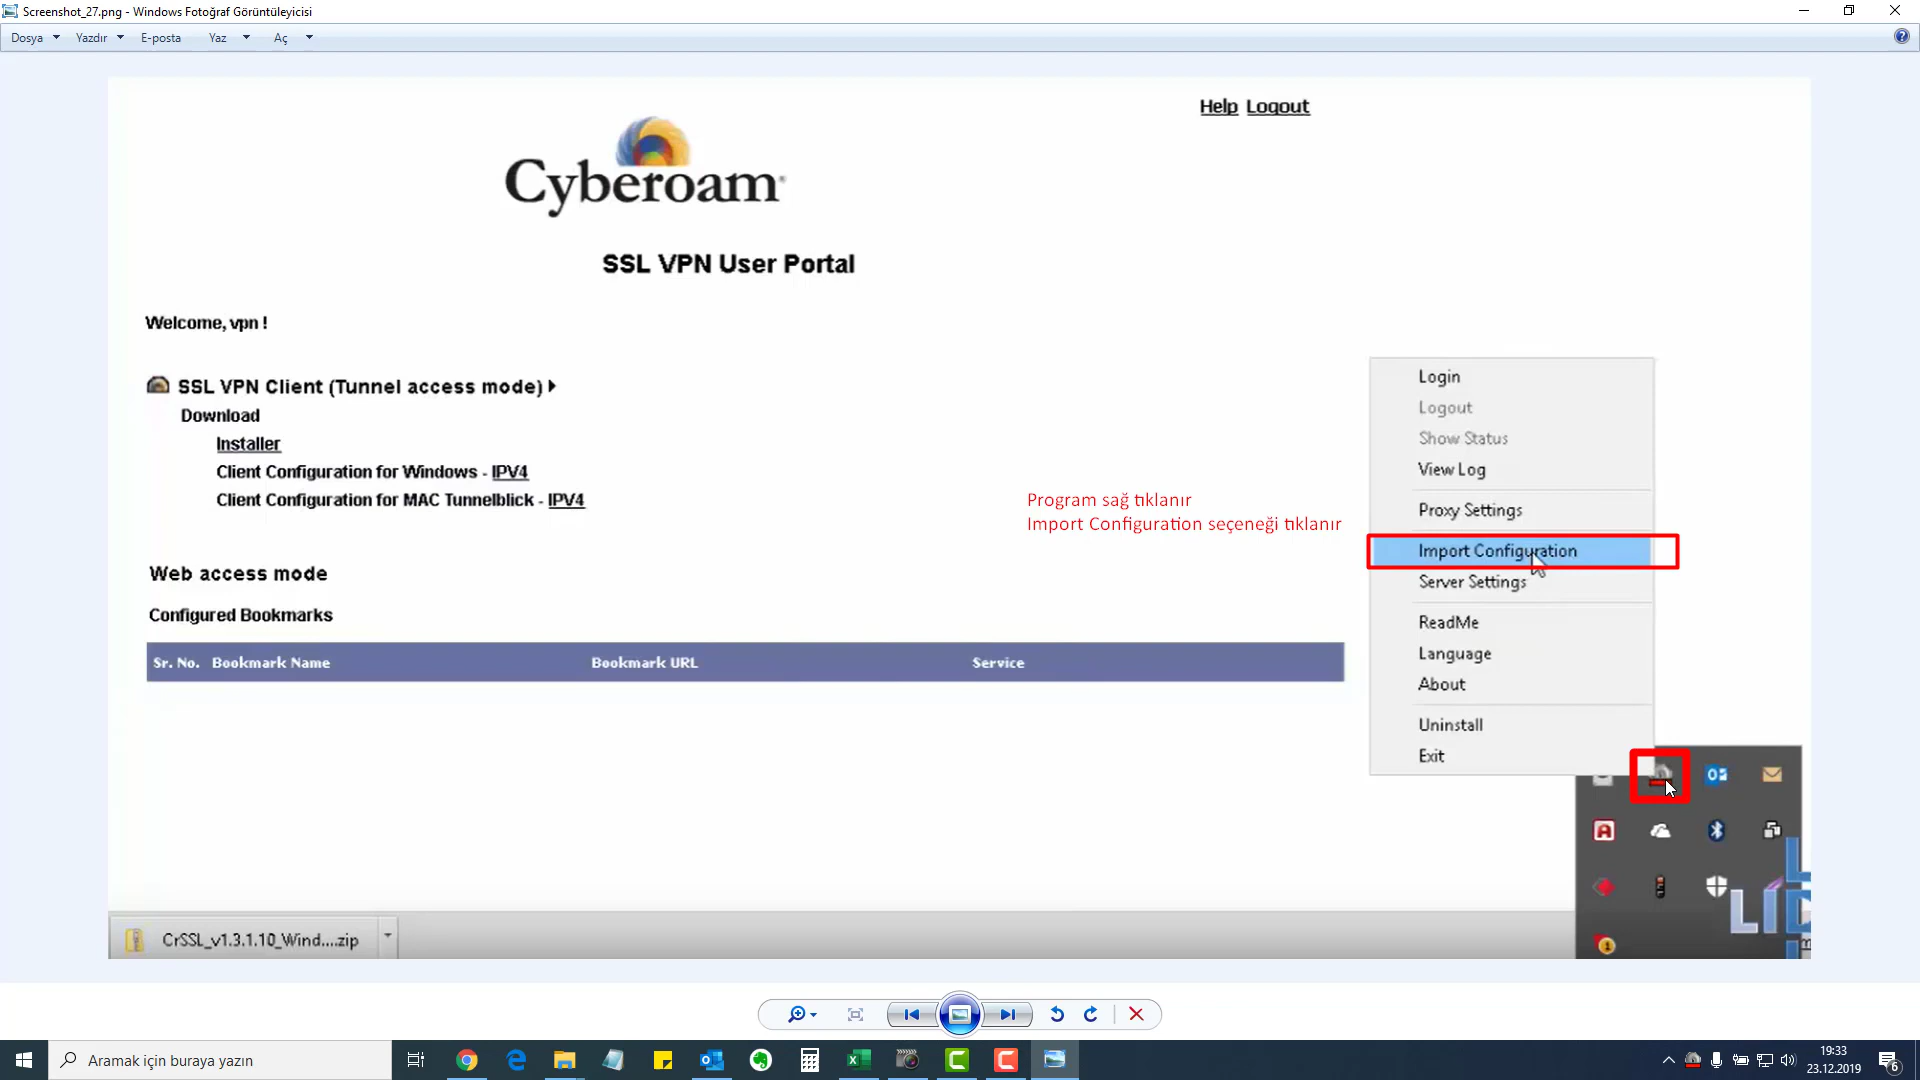 Screenshot_27.png - Windows Fotoğraf Görüntüleyicisi
Dosya Yazdır E-posta Yaz Aç
Help Logout
Cyberoam
SSL VPN User Portal
Welcome, vpn !
SSL VPN Client (Tunnel access mode)
Download
Installer
Client Configuration for Windows - IPV4
Client Configuration for MAC Tunnelblick - IPV4
Web access mode
Configured Bookmarks
Sr. No. Bookmark Name Bookmark URL Service
Program sağ tıklanır
Import Configuration seçeneği tıklanır
Login
Logout
Show Status
View Log
Proxy Settings
Import Configuration
Server Settings
ReadMe
Language
About
Uninstall
Exit
CrSSL_v1.3.1.10_Wind....zip
Aramak için buraya yazın
19:33
23.12.2019
6